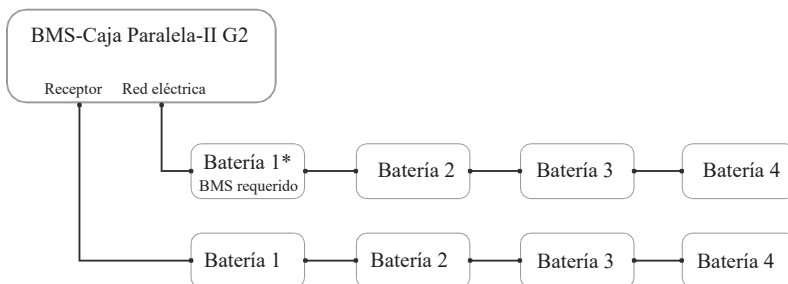 BMS-Caja Paralela-II G2
Receptor Red eléctrica
Batería 1* Batería 2 Batería 3 Batería 4
BMS requerido
Batería 1 Batería 2 Batería 3 Batería 4